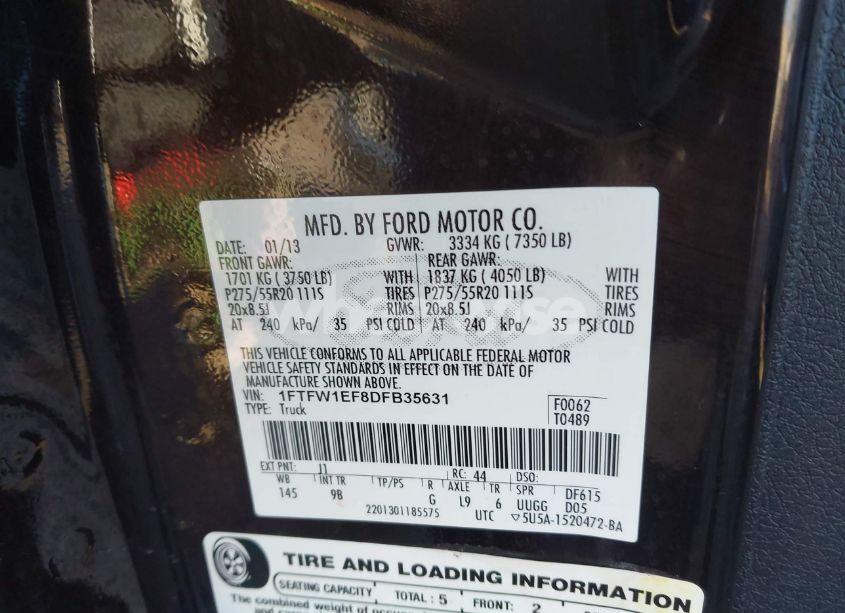 MFD. BY FORD MOTOR CO.
DATE: 01/13 GVWR: 3334 KG ( 7350 LB)
FRONT GAWR: REAR GAWR:
1701 KG ( 3750 LB) WITH 1837 KG ( 4050 LB) WITH
P275/55R20 111S TIRES P275/55R20 111S TIRES
20x8.5J RIMS 20x8.5J RIMS
AT 240 kPa/ 35 PSI COLD AT 240 kPa/ 35 PSI COLD
THIS VEHICLE CONFORMS TO ALL APPLICABLE FEDERAL MOTOR
VEHICLE SAFETY STANDARDS IN EFFECT ON THE DATE OF
MANUFACTURE SHOWN ABOVE.
VIN: 1FTFW1EF8DFB35631 F0062
TYPE: Truck T0489
EXT PNT: J1 RC: 44 DSO:
WB INT TR TP/PS R AXLE TR SPR DF615
145 9B G L9 6 UUGG D05
2201301185575 UTC ▽5U5A-1520472-BA
TIRE AND LOADING INFORMATION
SEATING CAPACITY TOTAL : 5 FRONT: 2
The combined weight of